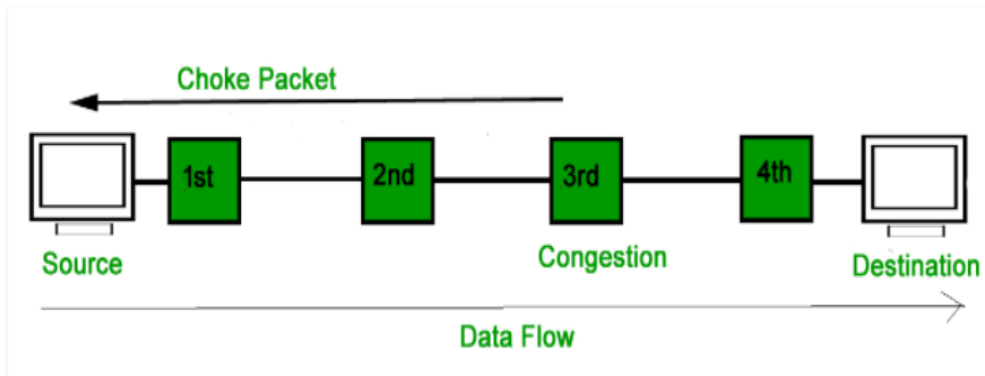 Choke Packet
1st
2nd
3rd
4th
Source
Congestion
Destination
Data Flow